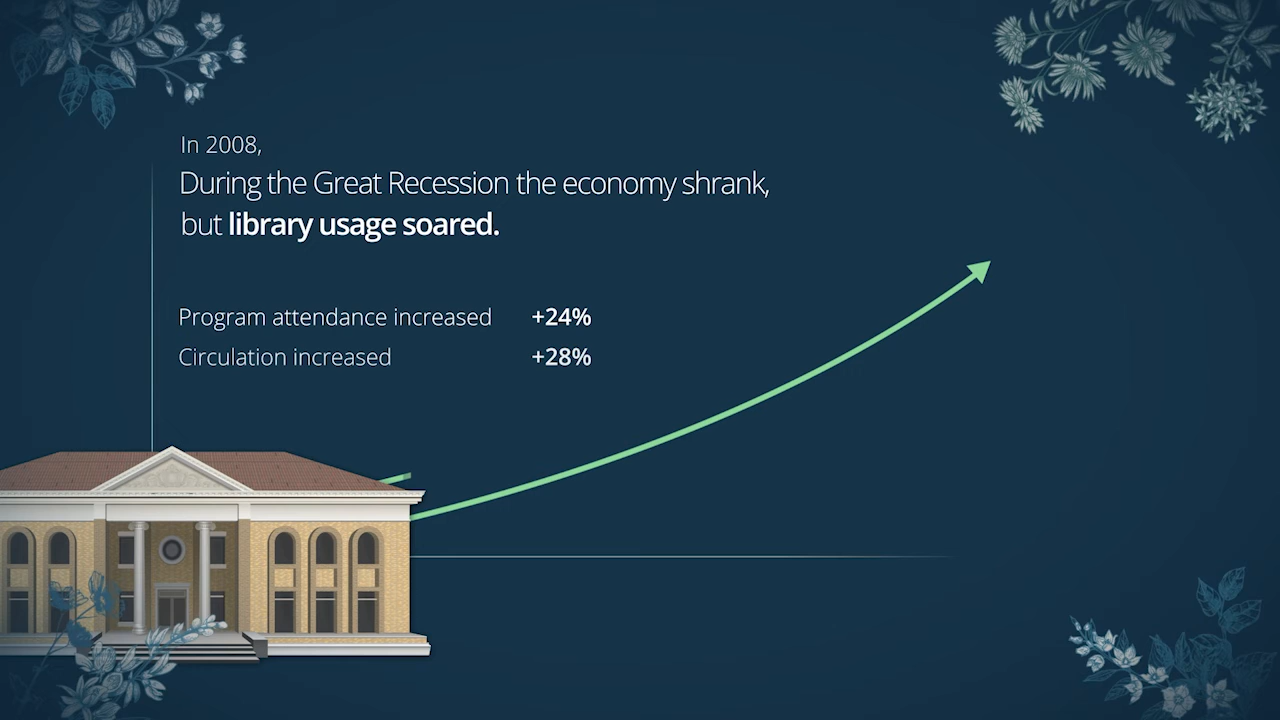 In 2008,
During the Great Recession the economy shrank,
but library usage soared.
Program attendance increased +24%
Circulation increased +28%